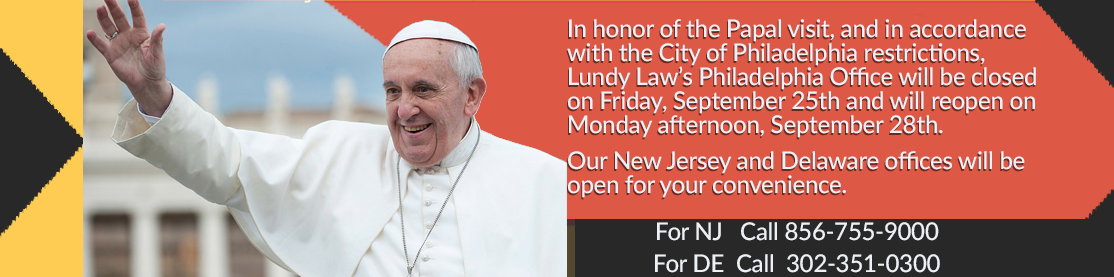 In honor of the Papal visit, and in accordance
with the City of Philadelphia restrictions,
Lundy Law's Philadelphia Office will be closed
on Friday, September 25th and will reopen on
Monday afternoon, September 28th.
Our New Jersey and Delaware offices will be
open for your convenience.
For NJ Call 856-755-9000
For DE Call 302-351-0300